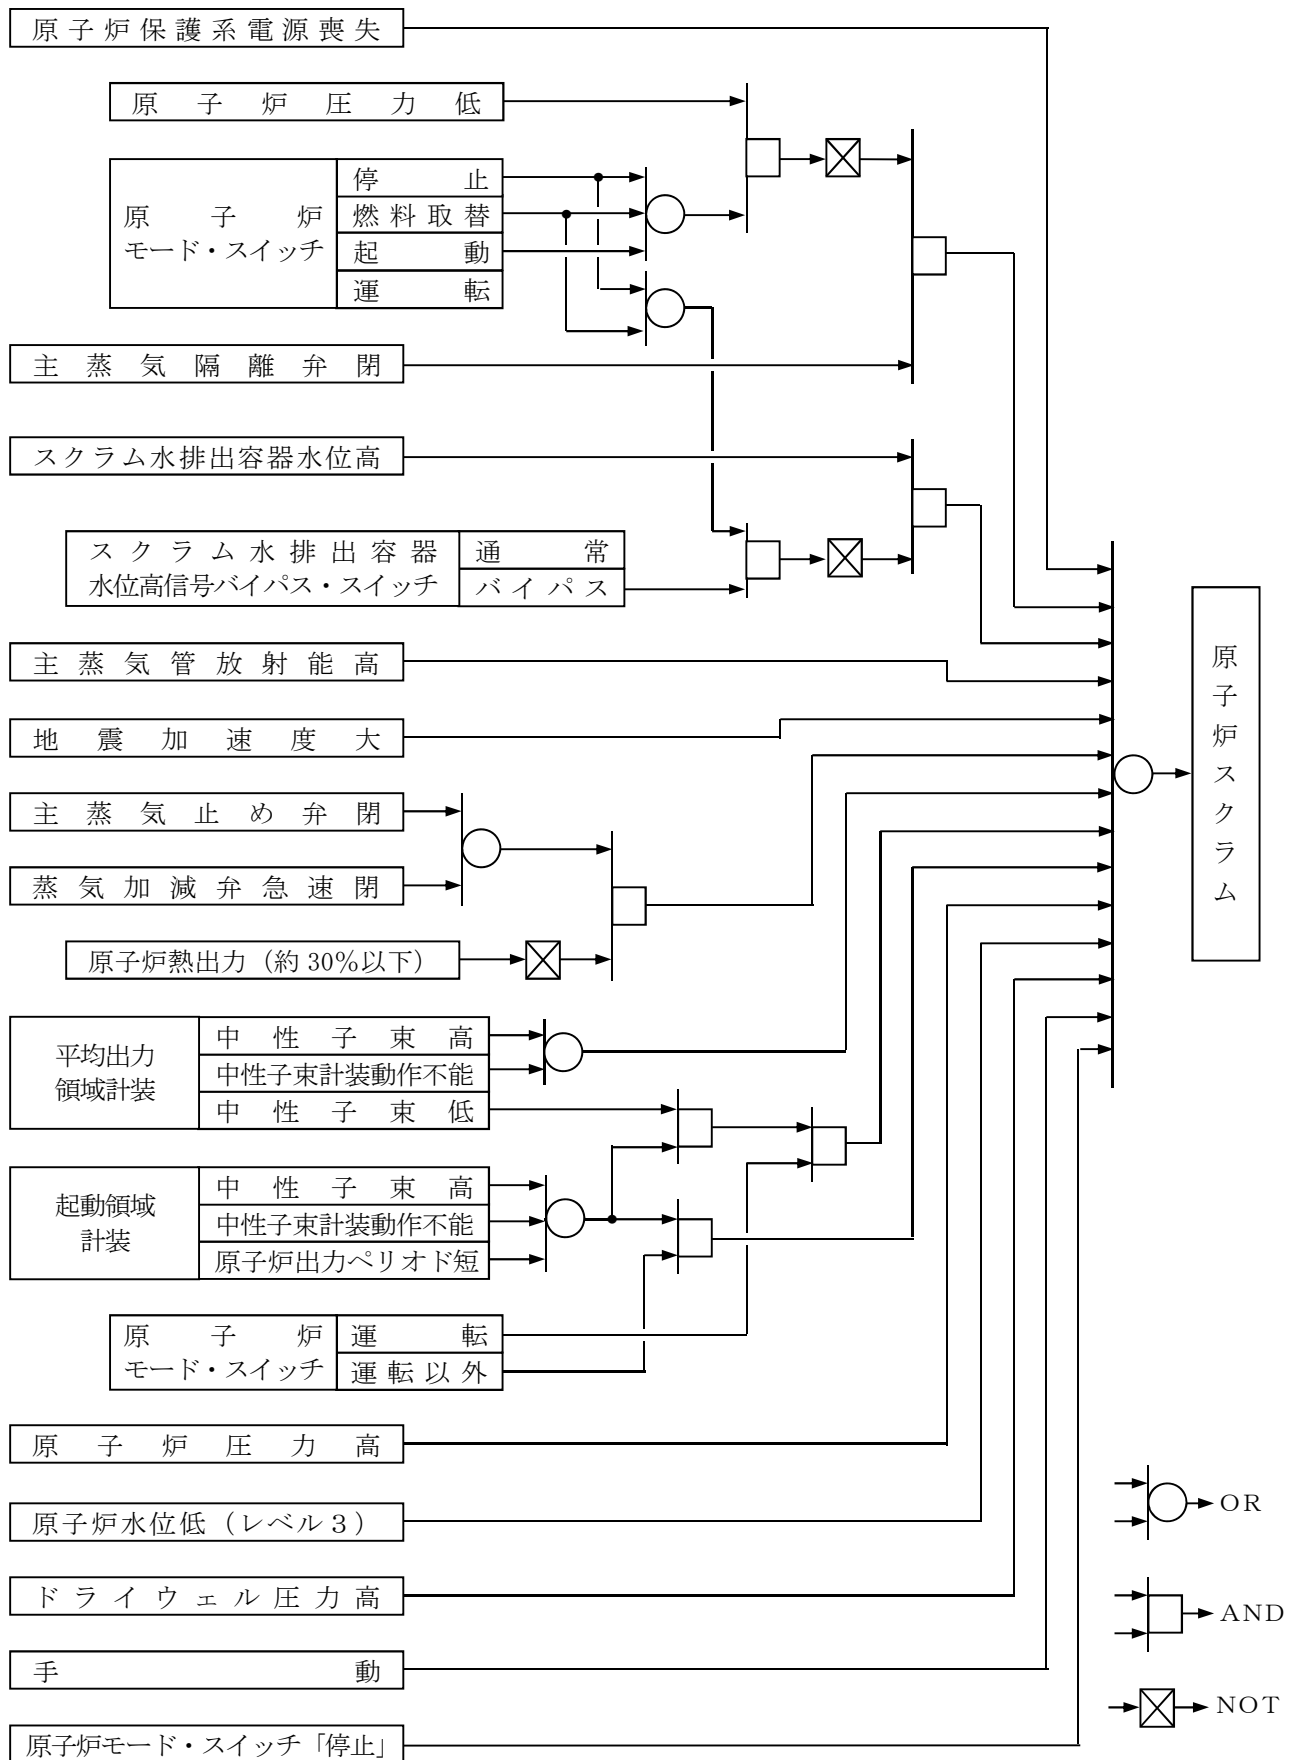 原子炉保護系電源喪失
原子炉圧力低
原子炉
モード・スイッチ
停止
燃料取替
起動
運転
主蒸気隔離弁閉
スクラム水排出容器水位高
スクラム水排出容器
水位高信号バイパス・スイッチ
通常
バイパス
主蒸気管放射能高
地震加速度大
主蒸気止め弁閉
蒸気加減弁急速閉
原子炉熱出力（約30％以下）
平均出力
領域計装
中性子束高
中性子束計装動作不能
中性子束低
起動領域
計装
中性子束高
中性子束計装動作不能
原子炉出力ペリオド短
原子炉
モード・スイッチ
運転
運転以外
原子炉圧力高
原子炉水位低（レベル３）
ドライウェル圧力高
手動
原子炉モード・スイッチ「停止」
原子炉スクラム
OR
AND
NOT